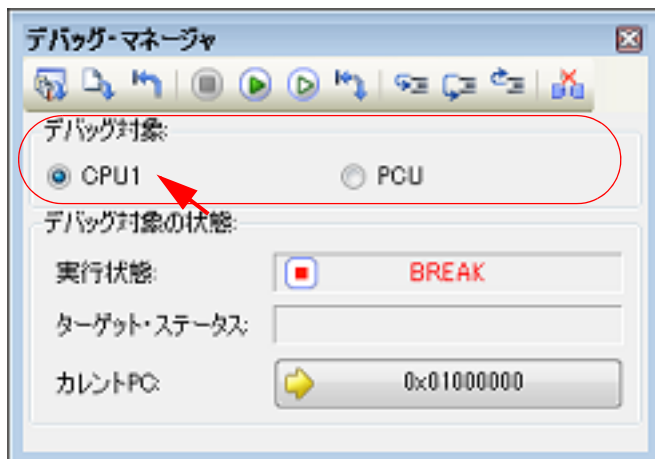 デバッグ・マネージャ
デバッグ対象:
CPU1
PCU
デバッグ対象の状態:
実行状態:
BREAK
ターゲット・ステータス:
カレントPC:
0x01000000